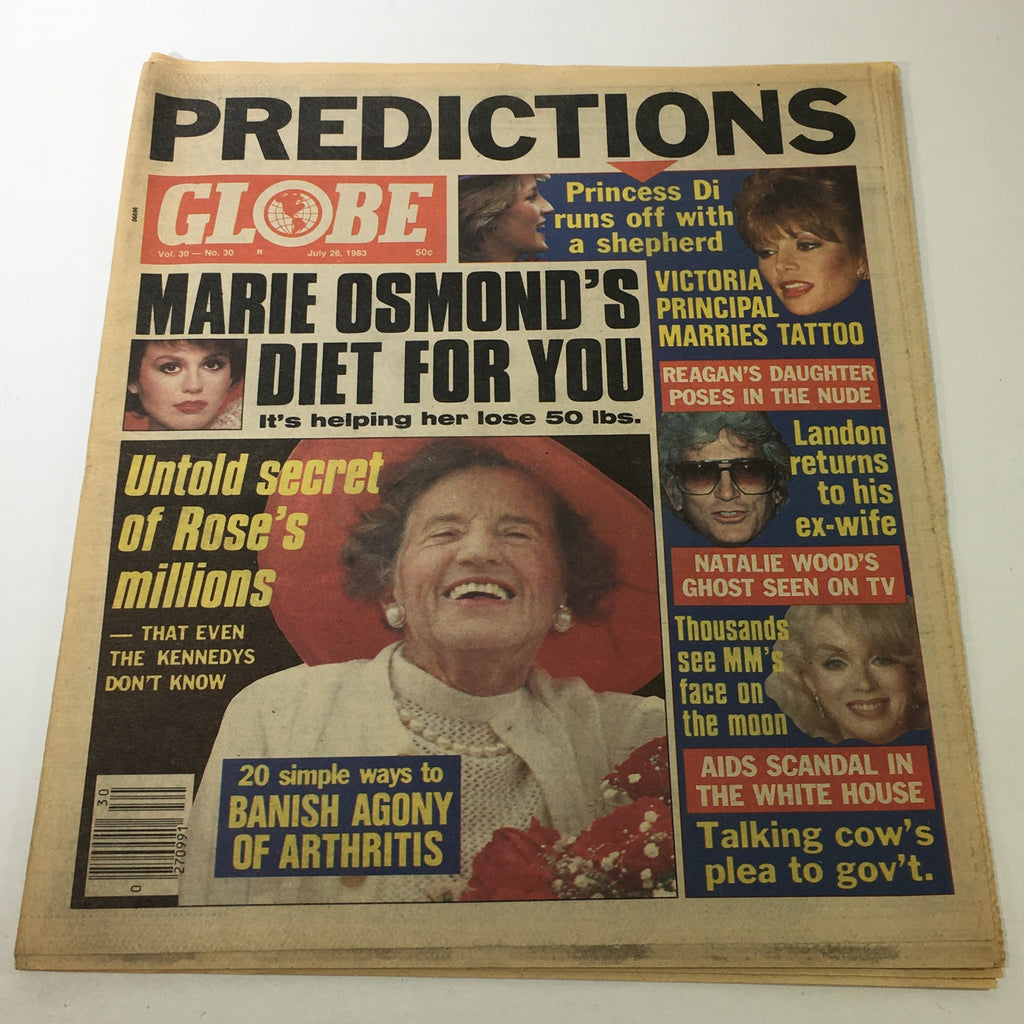 PREDICTIONS
GLOBE
Vol. 30 — No. 30 R July 26, 1983 50¢
MARIE OSMOND'S
DIET FOR YOU
It's helping her lose 50 lbs.
Untold secret
of Rose's
millions
— THAT EVEN
THE KENNEDYS
DON'T KNOW
20 simple ways to
BANISH AGONY
OF ARTHRITIS
30
0
270991
Princess Di
runs off with
a shepherd
VICTORIA
PRINCIPAL
MARRIES TATTOO
REAGAN'S DAUGHTER
POSES IN THE NUDE
Landon
returns
to his
ex-wife
NATALIE WOOD'S
GHOST SEEN ON TV
Thousands
see MM's
face on
the moon
AIDS SCANDAL IN
THE WHITE HOUSE
Talking cow's
plea to gov't.